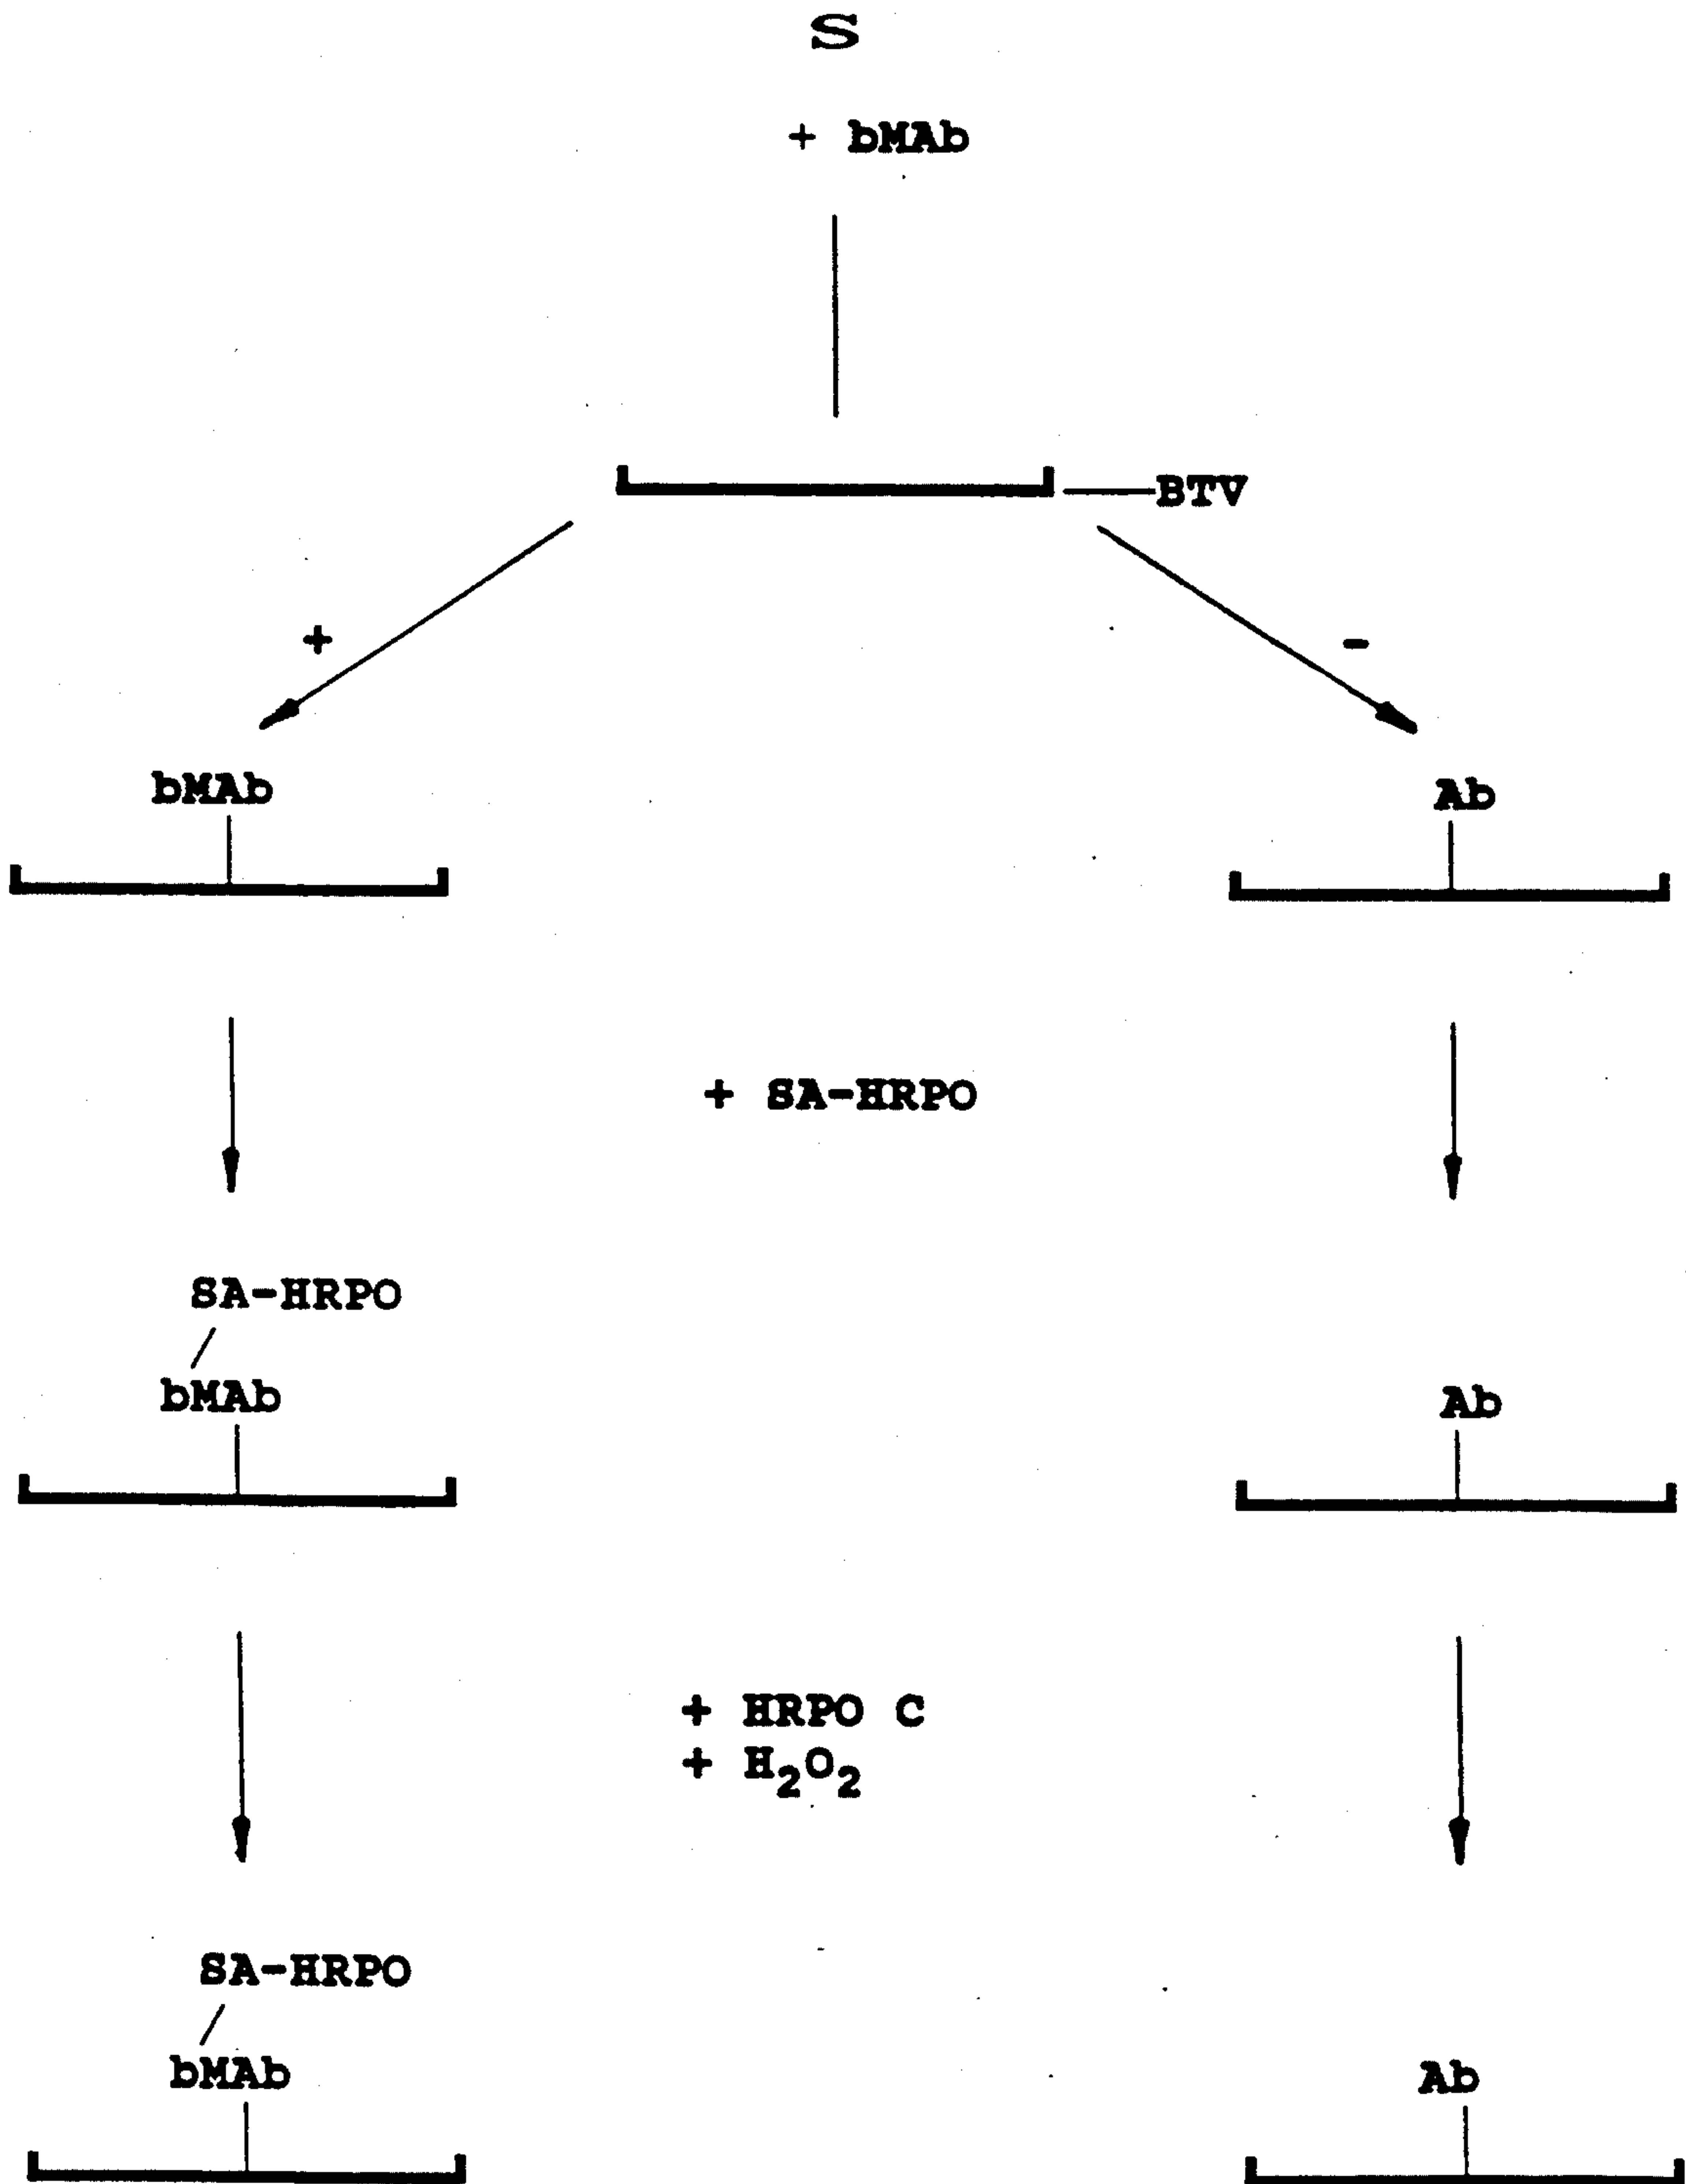 S
+ bMAb
BTV
+ -
bMAb Ab
+ SA-HRPO
SA-HRPO
bMAb Ab
+ HRPO C
+ H₂O₂
SA-HRPO
bMAb Ab